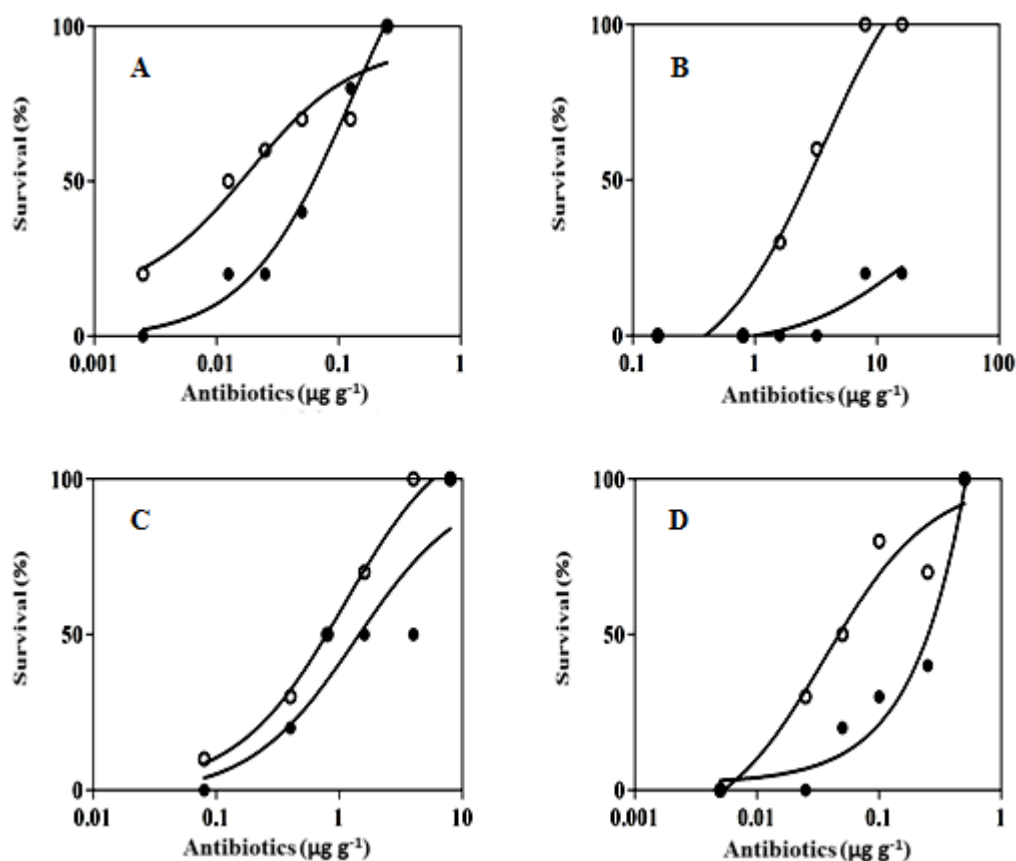 100
A
50
0
Survival (%)
0.001 0.01 0.1 1
Antibiotics (µg g⁻¹)
100
B
50
0
Survival (%)
0.1 1 10 100
Antibiotics (µg g⁻¹)
100
C
50
0
Survival (%)
0.01 0.1 1 10
Antibiotics (µg g⁻¹)
100
D
50
0
Survival (%)
0.001 0.01 0.1 1
Antibiotics (µg g⁻¹)